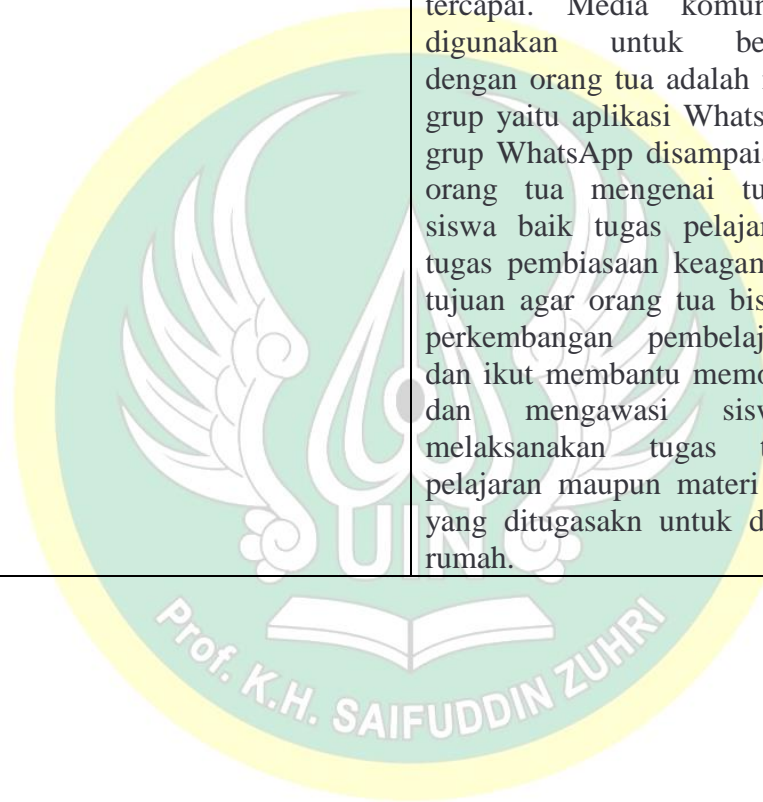 tercapai. Media komun
digunakan untuk be
dengan orang tua adalah
grup yaitu aplikasi Whats
grup WhatsApp disampaia
orang tua mengenai tu
siswa baik tugas pelajar
tugas pembiasaan keagam
tujuan agar orang tua bis
perkembangan pembelaj
dan ikut membantu memo
dan mengawasi sisw
melaksanakan tugas t
pelajaran maupun materi
yang ditugasakn untuk d
rumah.
UIN
Prof. K.H. SAIFUDDIN ZUHRI